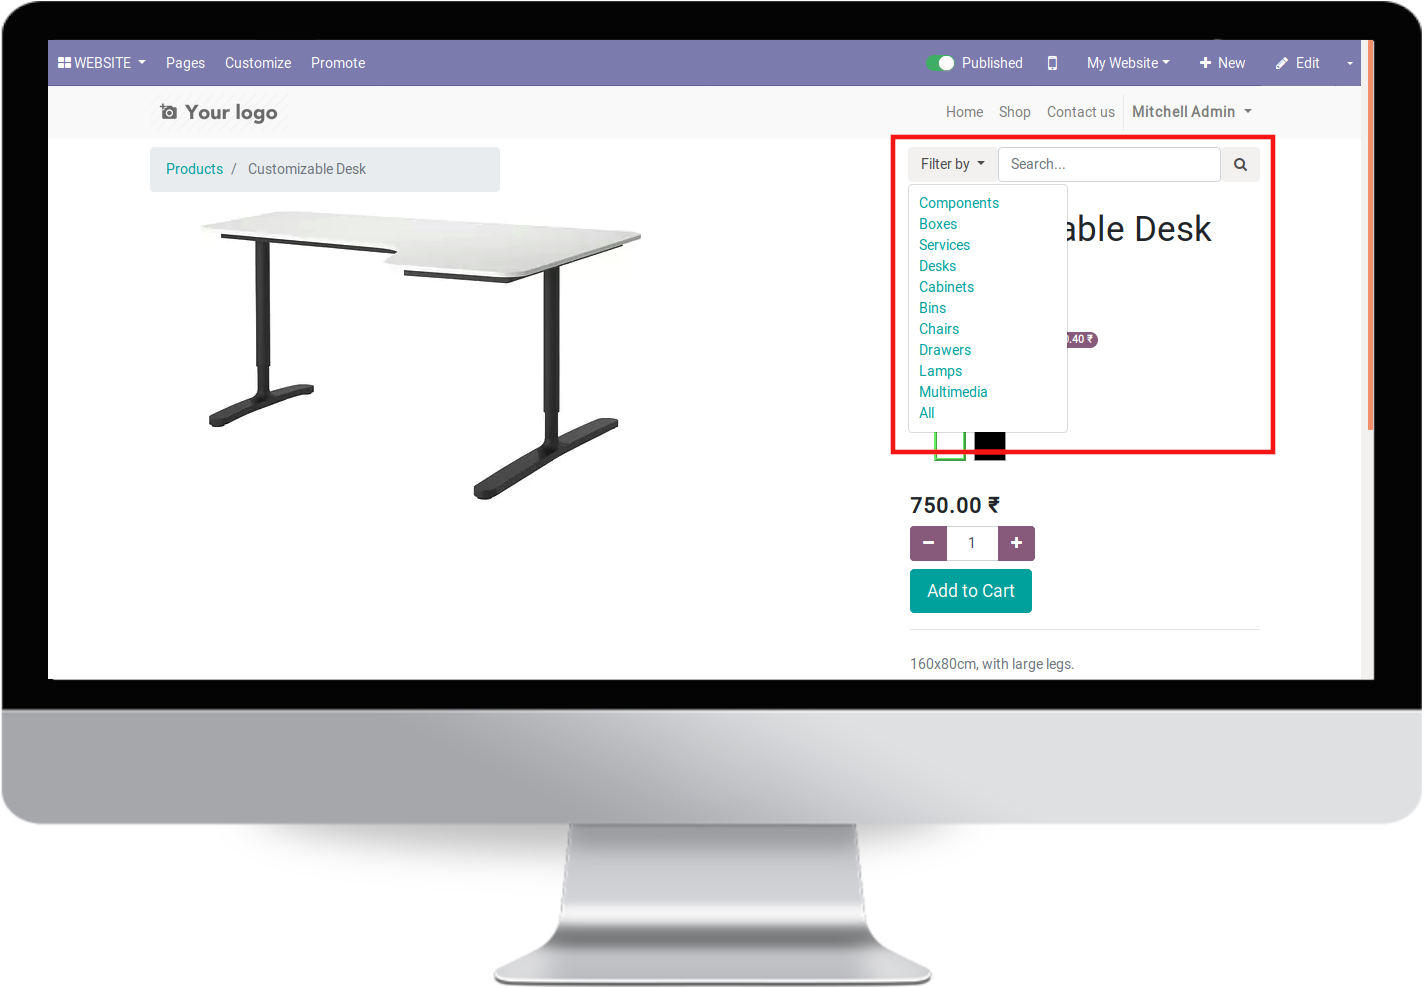 WEBSITE Pages Customize Promote Published My Website New Edit
Your logo Home Shop Contact us Mitchell Admin
Products / Customizable Desk
Filter by Search...
Components
Boxes
able Desk
Services
Desks
Cabinets
Bins
Chairs
.40 ₹
Drawers
Lamps
Multimedia
All
750.00 ₹
1
Add to Cart
160x80cm, with large legs.